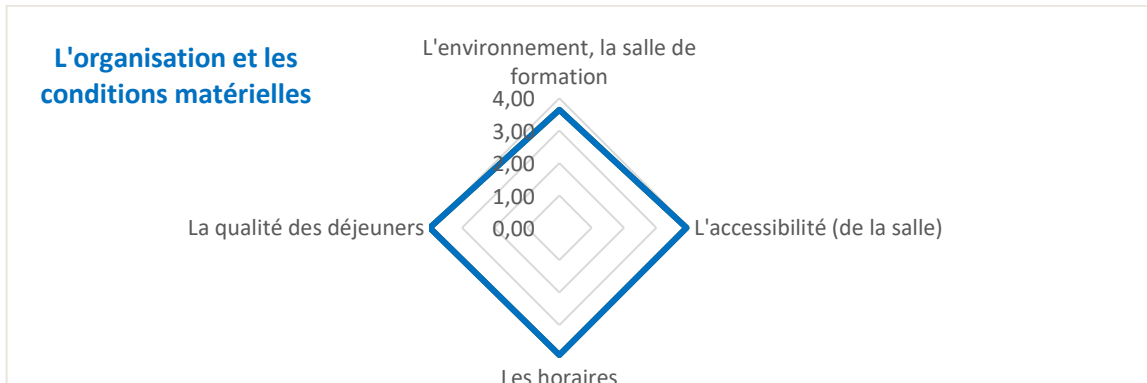 L'organisation et les
conditions matérielles
L'environnement, la salle de
formation
4,00
3,00
2,00
1,00
0,00
La qualité des déjeuners
L'accessibilité (de la salle)
Les horaires